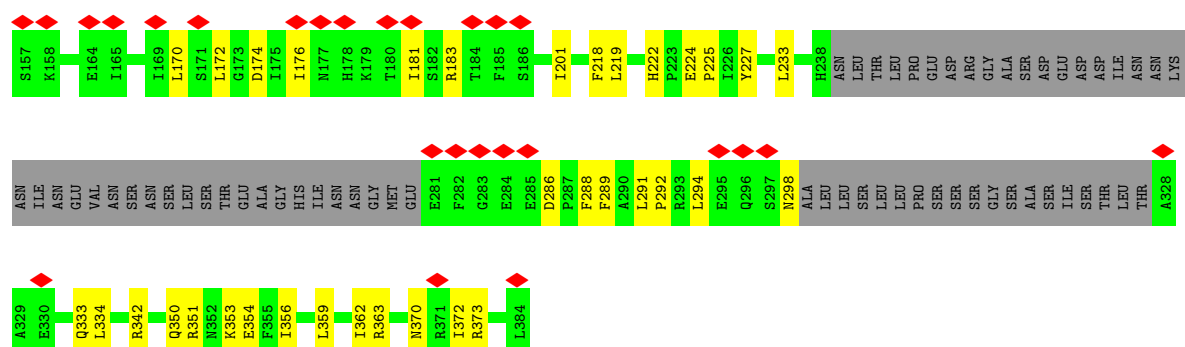 S157 K158 E164 I165 I169 L170 S171 L172 G173 D174 I175 I176 N177 H178 K179 T180 I181 S182 R183 T184 F185 S186 I201 F218 L219 H222 P223 E224 P225 I226 Y227 L233 H238 ASN LEU THR LEU PRO GLU ASP ARG GLY ALA SER ASP GLU ASP ASP ILE ASN ASN LYS
ASN ILE ASN GLU VAL ASN SER ASN SER LEU SER THR GLU ALA GLY HIS ILE ASN ASN GLY MET GLU E281 F282 G283 E284 E285 D286 P287 F288 F289 A290 L291 P292 R293 L294 E295 Q296 S297 N298 ALA LEU LEU SER LEU LEU PRO SER SER SER GLY SER ALA SER ILE SER THR LEU THR A328
A329 E330 Q333 L334 R342 Q350 R351 N352 K353 E354 F355 I356 L359 I362 R363 N370 R371 I372 R373 L384